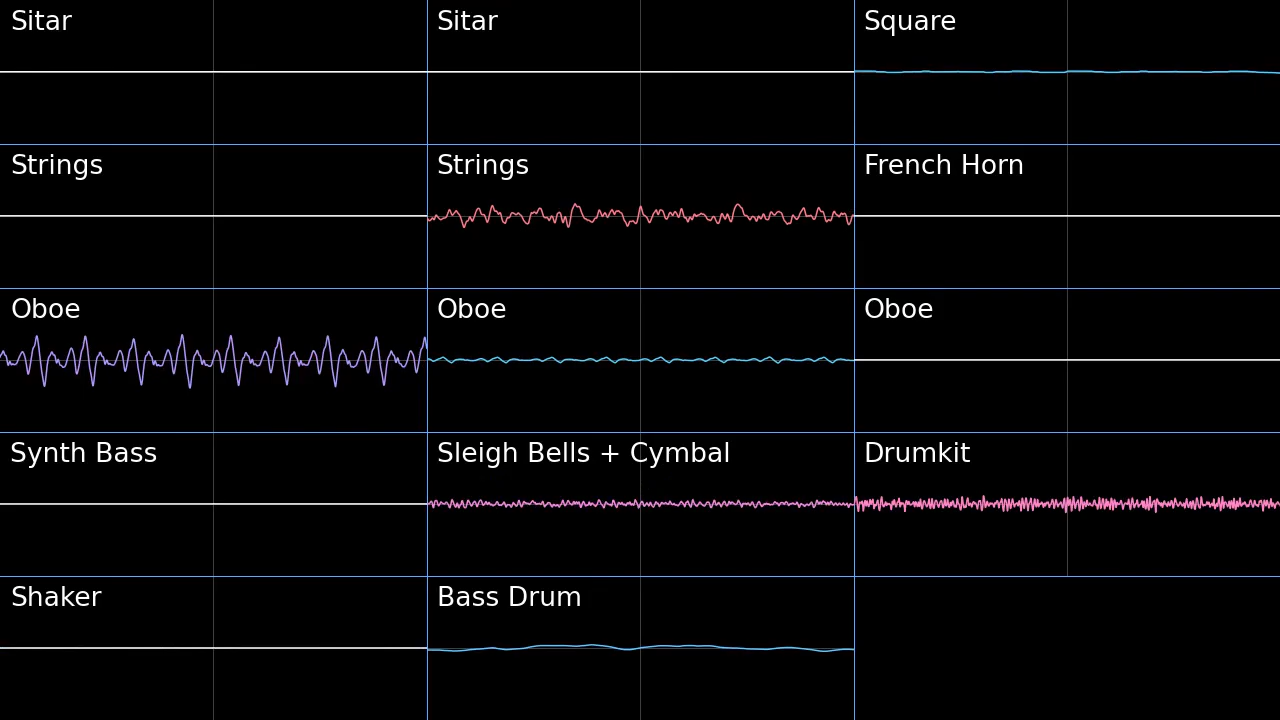 Sitar
Sitar
Square
Strings
Strings
French Horn
Oboe
Oboe
Oboe
Synth Bass
Sleigh Bells + Cymbal
Drumkit
Shaker
Bass Drum